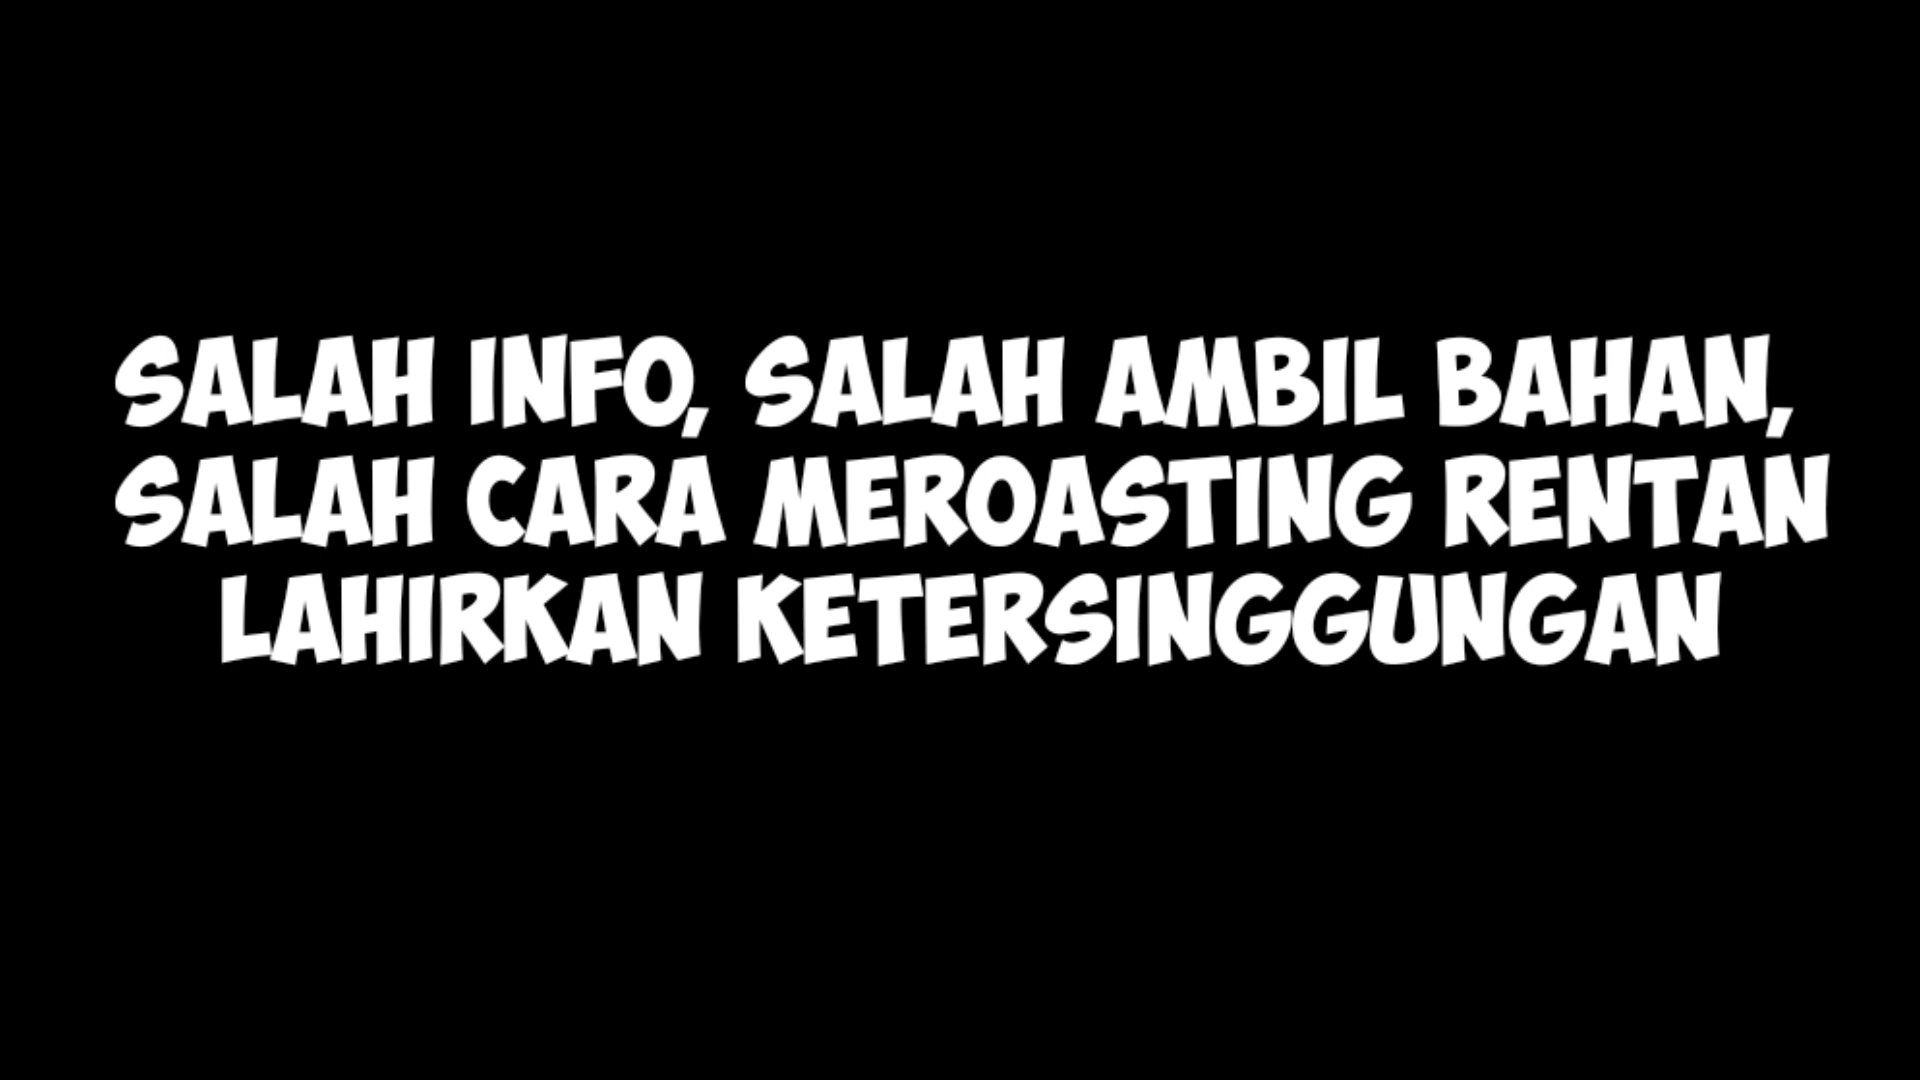 SALAH INFO, SALAH AMBIL BAHAN,
SALAH CARA MEROASTING RENTAN
LAHIRKAN KETERSINGGUNGAN